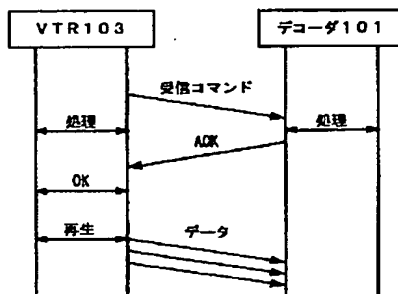 VTR103
デコーダ101
受信コマンド
処理
処理
ACK
OK
再生
データ